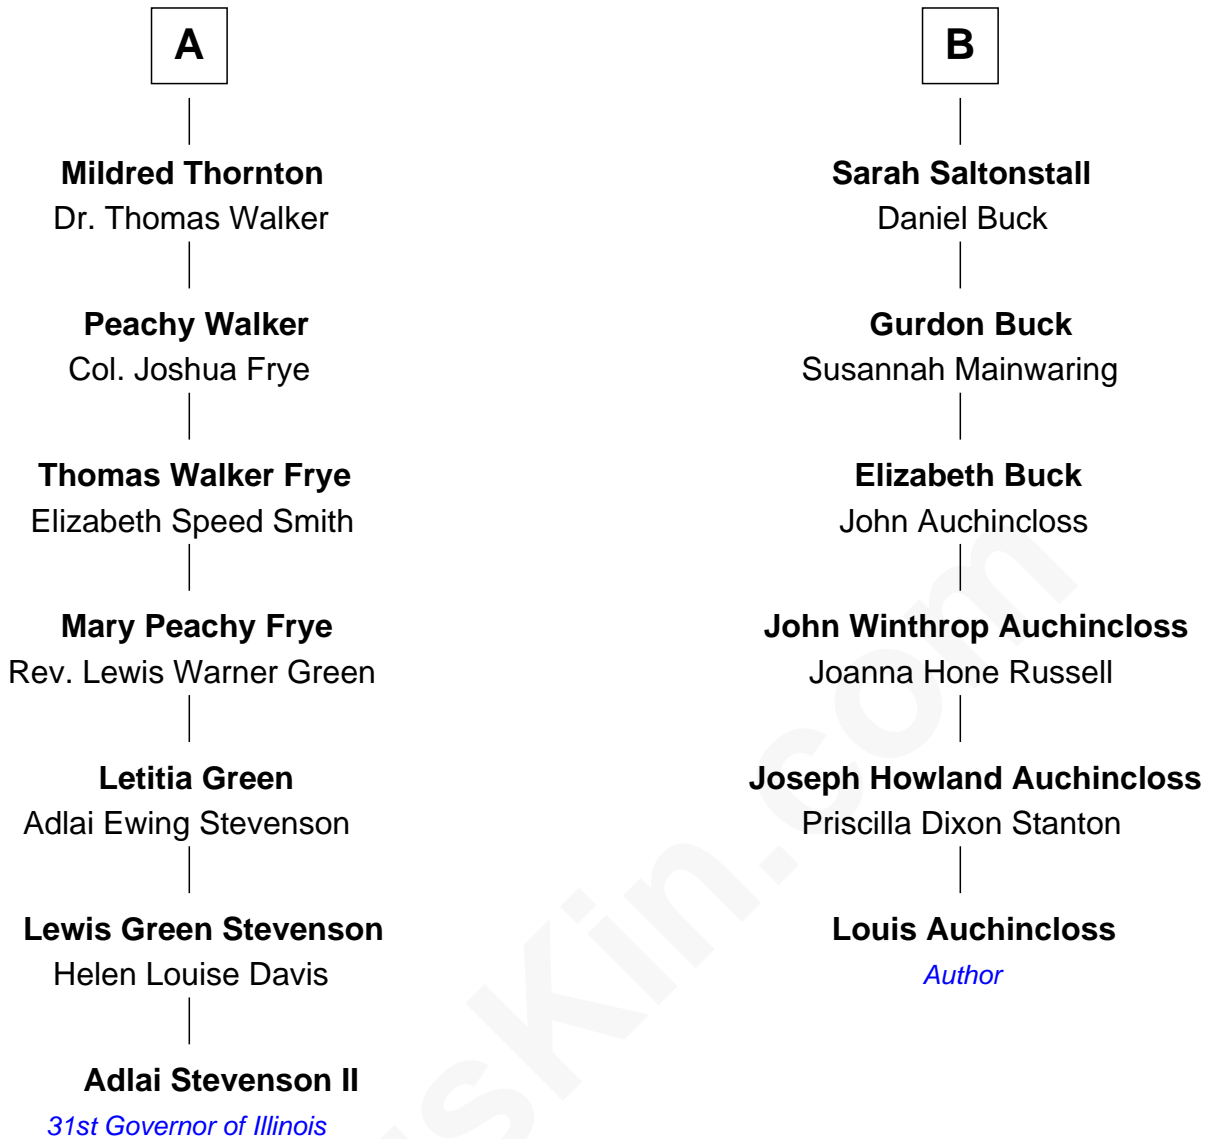 A
Mildred Thornton
Dr. Thomas Walker
Peachy Walker
Col. Joshua Frye
Thomas Walker Frye
Elizabeth Speed Smith
Mary Peachy Frye
Rev. Lewis Warner Green
Letitia Green
Adlai Ewing Stevenson
Lewis Green Stevenson
Helen Louise Davis
Adlai Stevenson II
31st Governor of Illinois
B
Sarah Saltonstall
Daniel Buck
Gurdon Buck
Susannah Mainwaring
Elizabeth Buck
John Auchincloss
John Winthrop Auchincloss
Joanna Hone Russell
Joseph Howland Auchincloss
Priscilla Dixon Stanton
Louis Auchincloss
Author
sKin.com